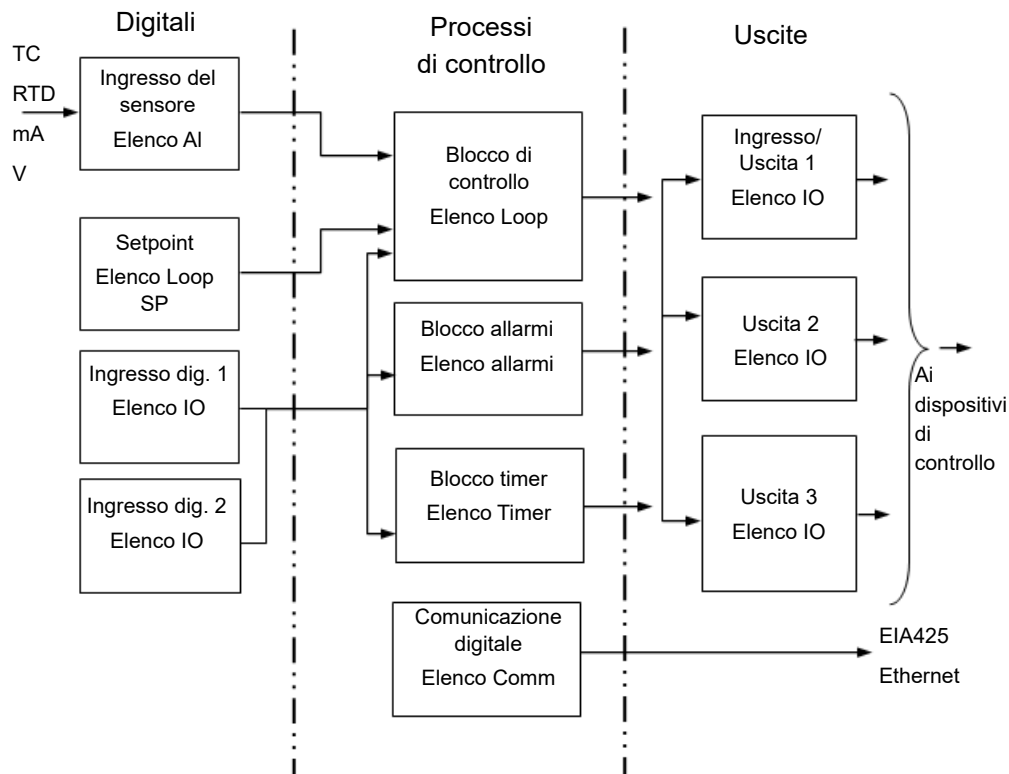 Digitali
TC
RTD
mA
V
Ingresso del
sensore
Elenco AI
Setpoint
Elenco Loop
SP
Ingresso dig. 1
Elenco IO
Ingresso dig. 2
Elenco IO
Processi
di controllo
Blocco di
controllo
Elenco Loop
Blocco allarmi
Elenco allarmi
Blocco timer
Elenco Timer
Comunicazione
digitale
Elenco Comm
Uscite
Ingresso/
Uscita 1
Elenco IO
Uscita 2
Elenco IO
Uscita 3
Elenco IO
Ai
dispositivi
di
controllo
EIA425
Ethernet